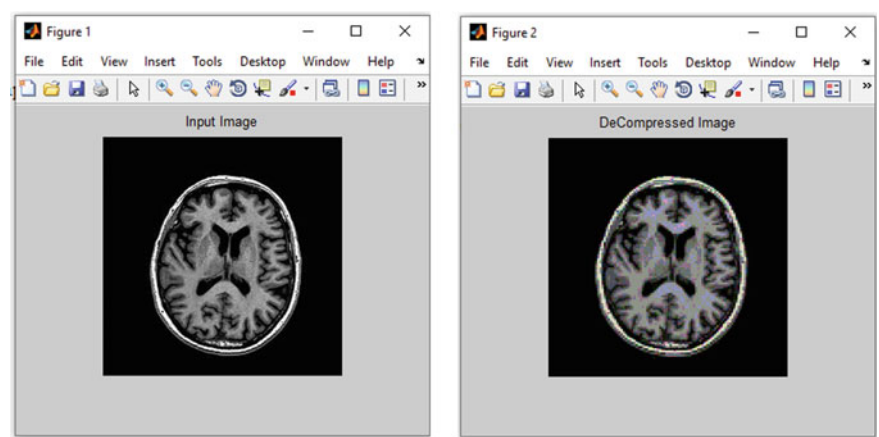 Figure 1
File Edit View Insert Tools Desktop Window Help
Input Image
Figure 2
File Edit View Insert Tools Desktop Window Help
DeCompressed Image